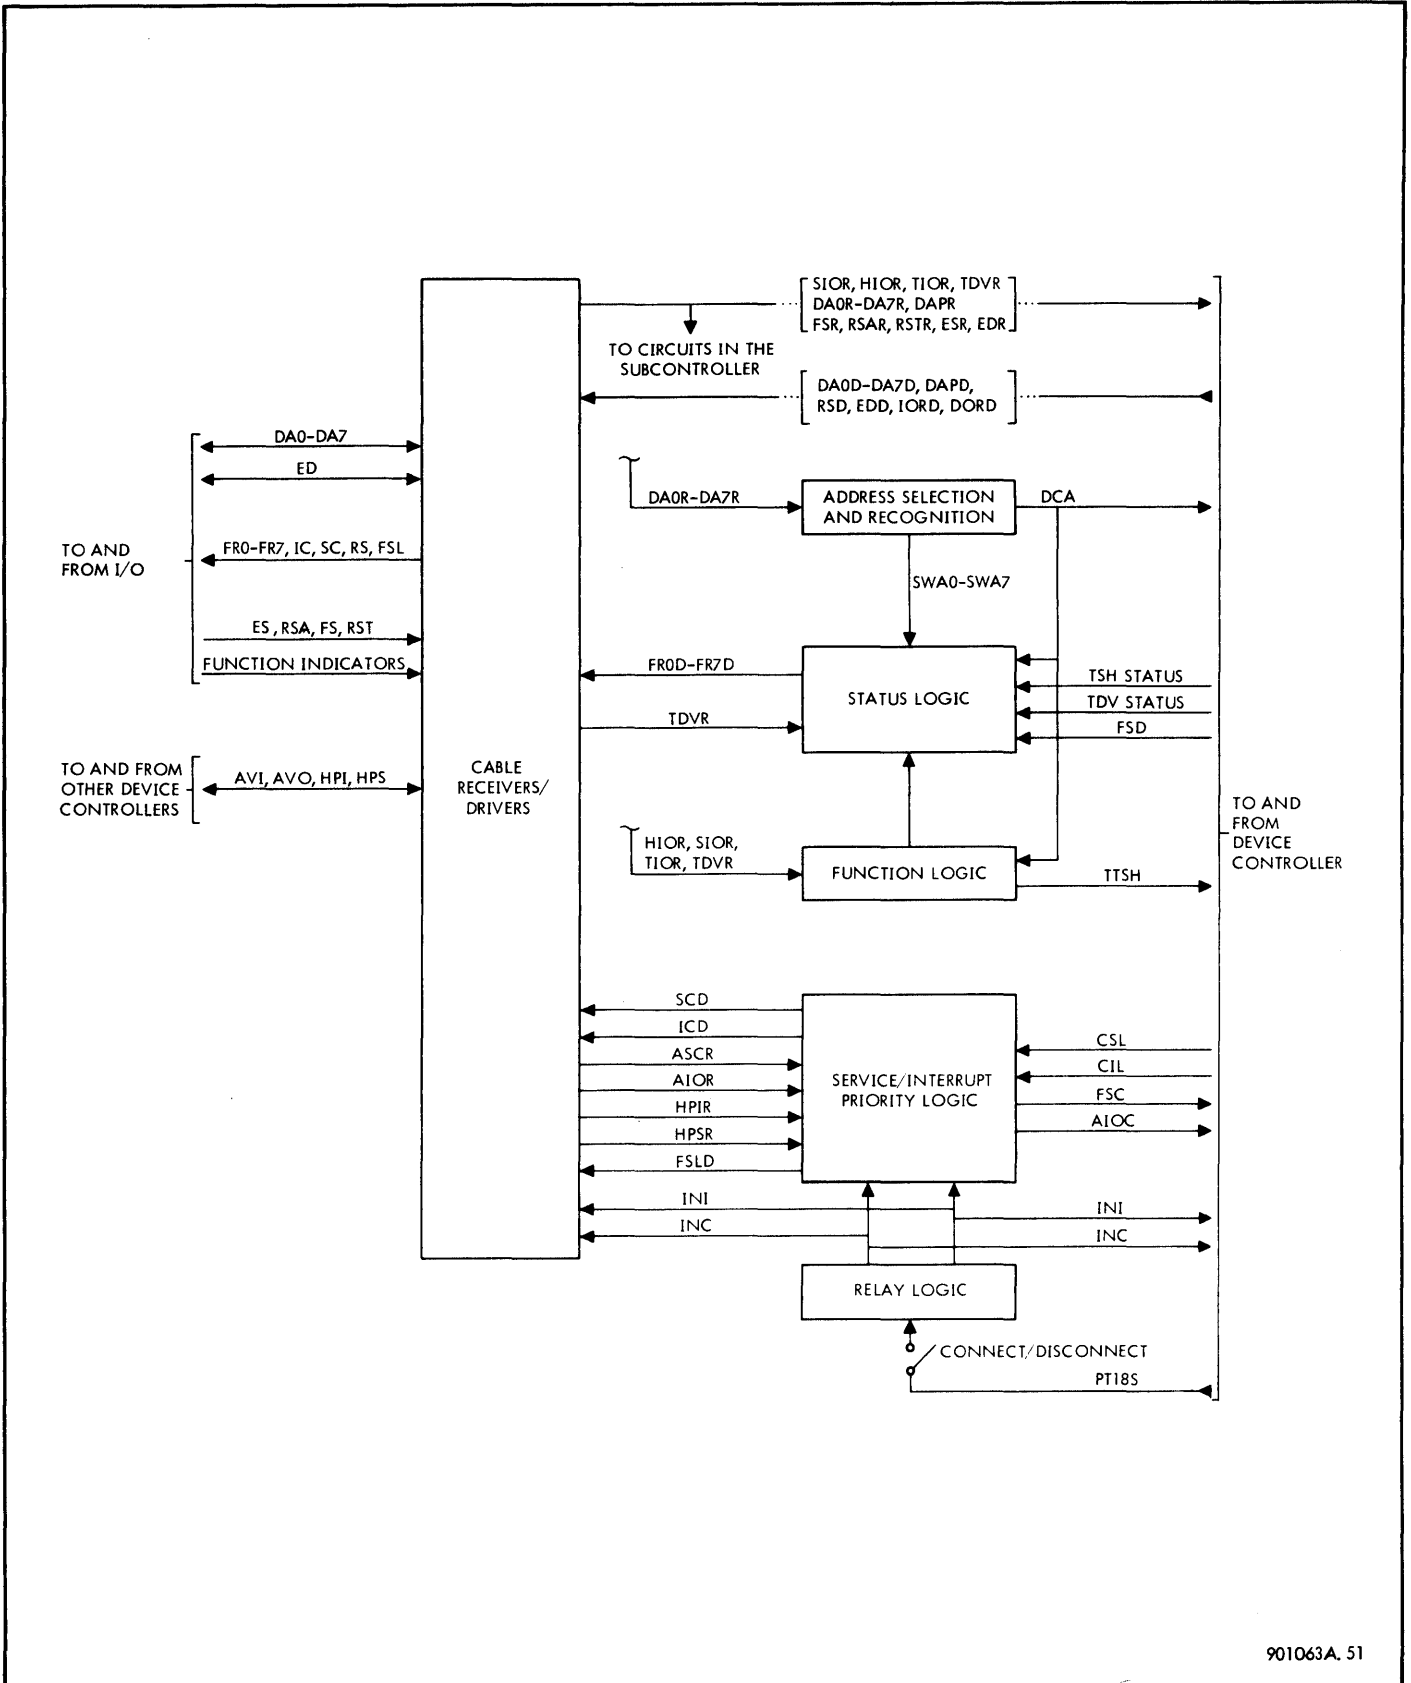 SIOR, HIOR, TIOR, TDVR
DA0R-DA7R, DAPR
FSR, RSAR, RSTR, ESR, EDR
TO CIRCUITS IN THE
SUBCONTROLLER
DA0D-DA7D, DAPD,
RSD, EDD, IORD, DORD
DA0-DA7
ED
TO AND
FROM I/O
FR0-FR7, IC, SC, RS, FSL
ES, RSA, FS, RST
FUNCTION INDICATORS
DA0R-DA7R
ADDRESS SELECTION
AND RECOGNITION
DCA
SWA0-SWA7
FR0D-FR7D
TDVR
STATUS LOGIC
TSH STATUS
TDV STATUS
FSD
TO AND FROM
OTHER DEVICE
CONTROLLERS
AVI, AVO, HPI, HPS
CABLE
RECEIVERS/
DRIVERS
HIOR, SIOR,
TIOR, TDVR
FUNCTION LOGIC
TTSH
TO AND
FROM
DEVICE
CONTROLLER
SCD
ICD
ASCR
AIOR
HPIR
HPSR
FSLD
INI
INC
SERVICE/INTERRUPT
PRIORITY LOGIC
CSL
CIL
FSC
AIOC
INI
INC
RELAY LOGIC
CONNECT/DISCONNECT
PT18S
901063A. 51